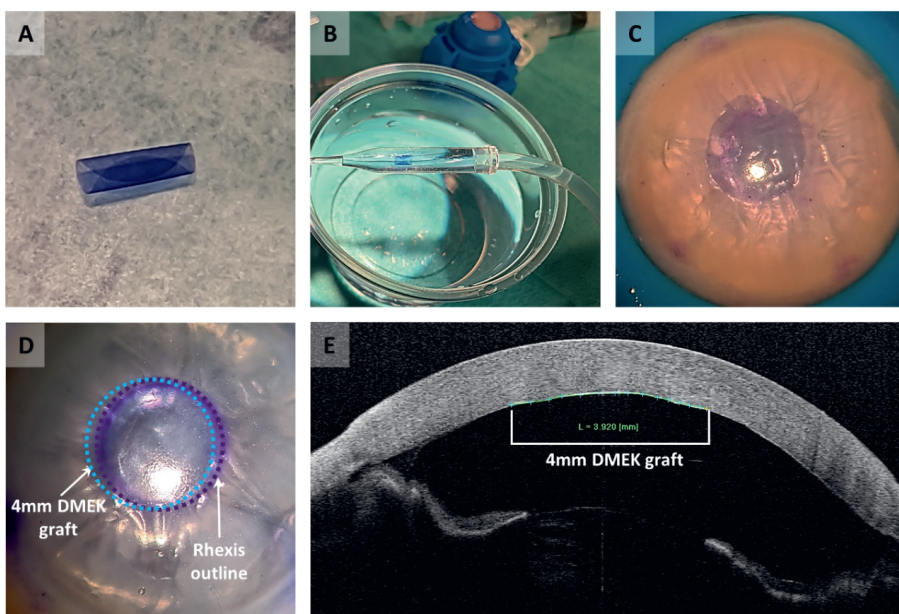 A
B
C
D
4mm DMEK
graft
Rhexis
outline
E
L = 3.920 [mm]
4mm DMEK graft